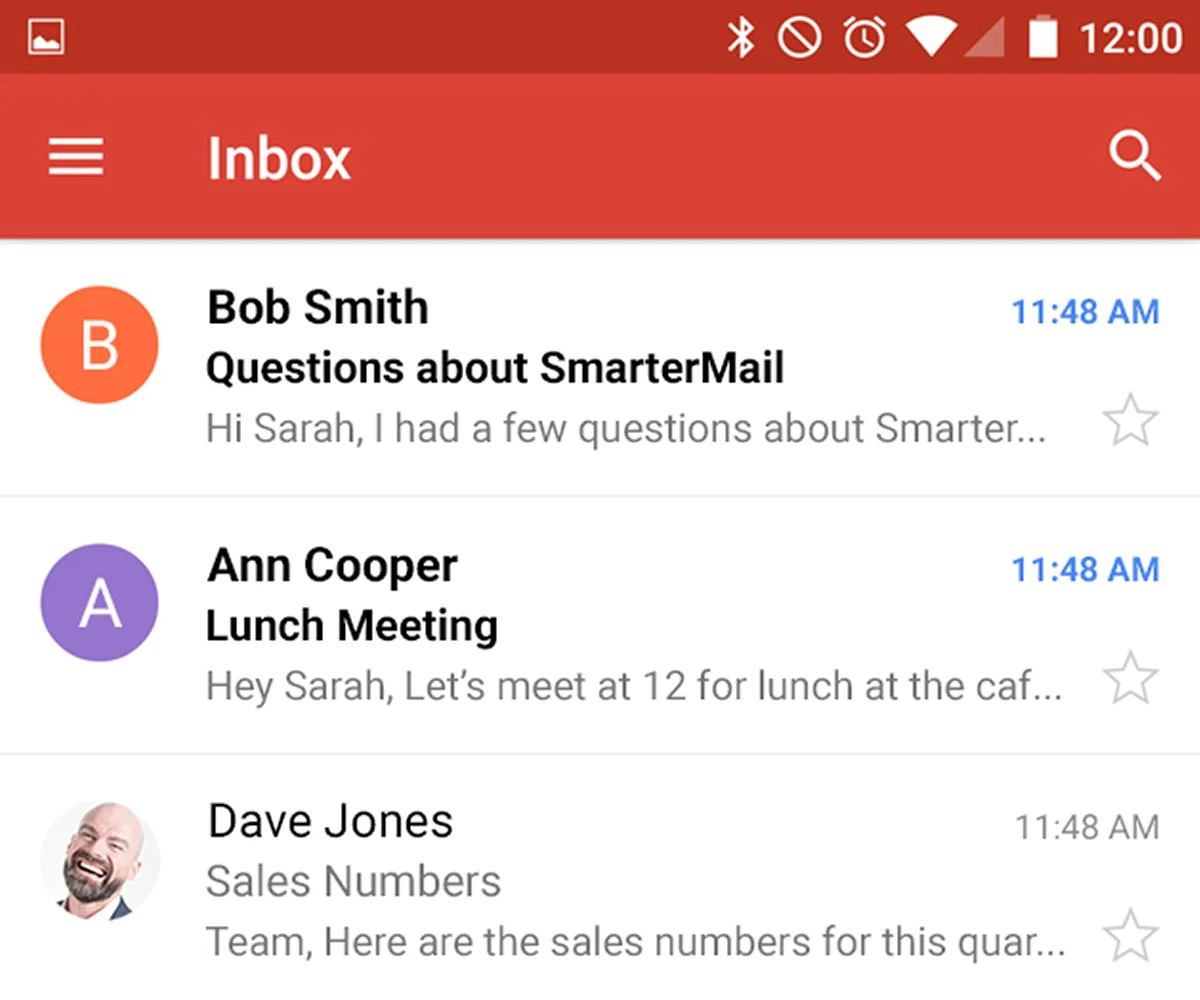 12:00
Inbox
B
Bob Smith
11:48 AM
Questions about SmarterMail
Hi Sarah, I had a few questions about Smarter...
A
Ann Cooper
11:48 AM
Lunch Meeting
Hey Sarah, Let’s meet at 12 for lunch at the caf...
Dave Jones
11:48 AM
Sales Numbers
Team, Here are the sales numbers for this quar...